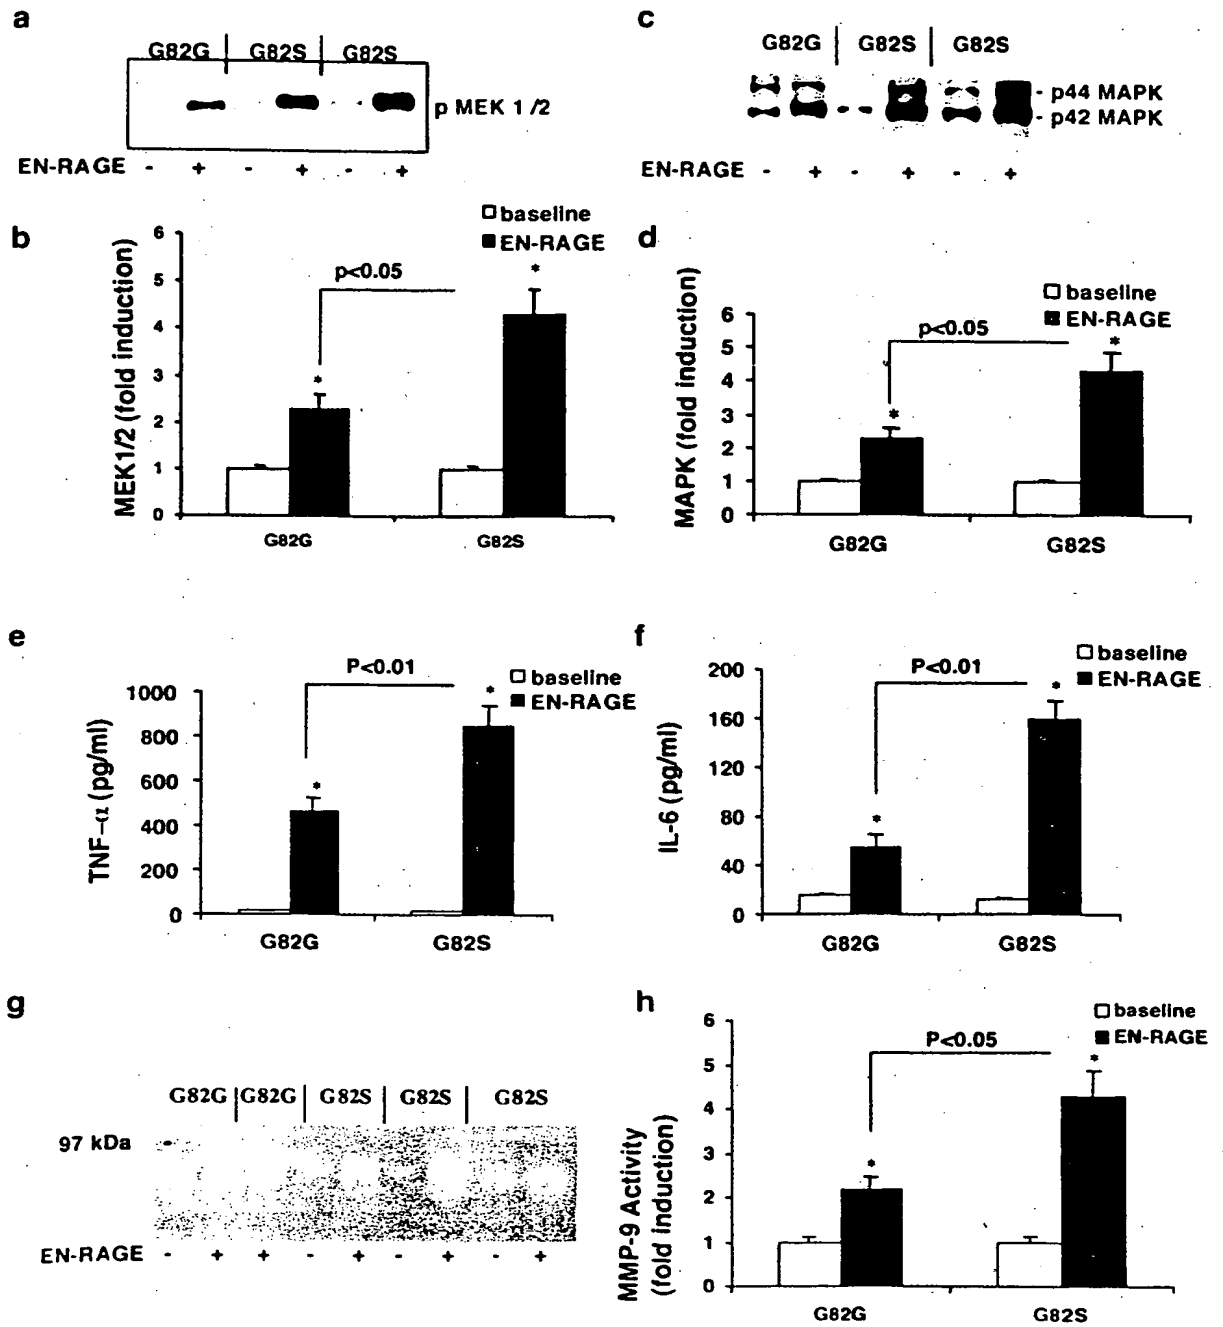 a
G82G G82S G82S
p MEK 1/2
EN-RAGE - + - + - +
c
G82G G82S G82S
- p44 MAPK
- p42 MAPK
EN-RAGE - + - + - +
b
baseline
EN-RAGE
MEK1/2 (fold induction)
6
5
4
3
2
1
0
p<0.05
*
*
G82G G82S
d
baseline
EN-RAGE
MAPK (fold induction)
6
5
4
3
2
1
0
p<0.05
*
*
G82G G82S
e
baseline
EN-RAGE
TNF-α (pg/ml)
1000
800
600
400
200
0
P<0.01
*
*
G82G G82S
f
baseline
EN-RAGE
IL-6 (pg/ml)
200
160
120
80
40
0
P<0.01
*
*
G82G G82S
g
G82G G82G G82S G82S G82S
97 kDa
EN-RAGE - + + - + - + - +
h
baseline
EN-RAGE
MMP-9 Activity
(fold induction)
6
5
4
3
2
1
0
P<0.05
*
*
G82G G82S